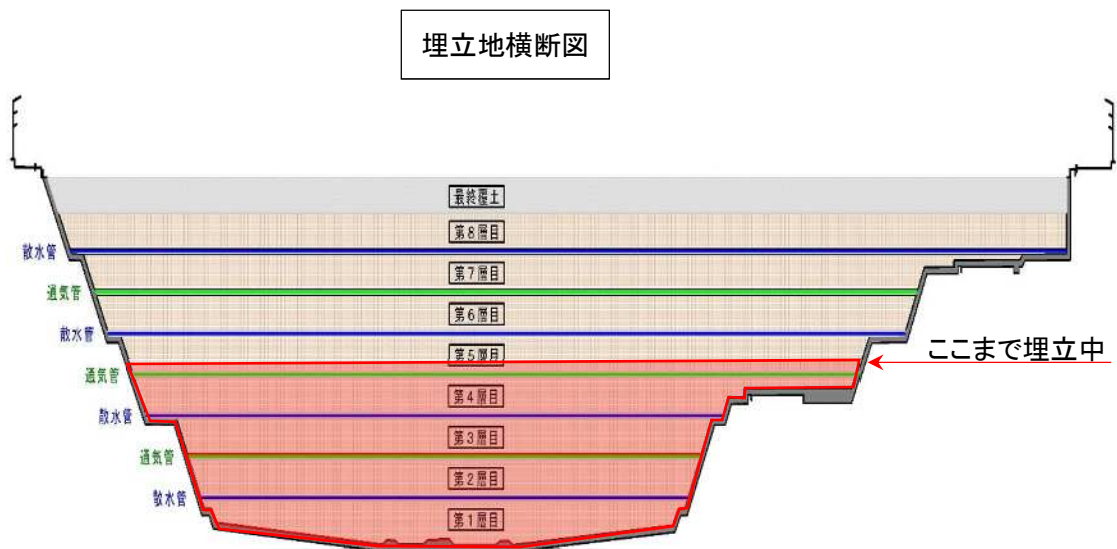 埋立地横断図
最終覆土
第8層目
散水管
第7層目
通気管
第6層目
散水管
第5層目
ここまで埋立中
通気管
第4層目
散水管
第3層目
通気管
第2層目
散水管
第1層目